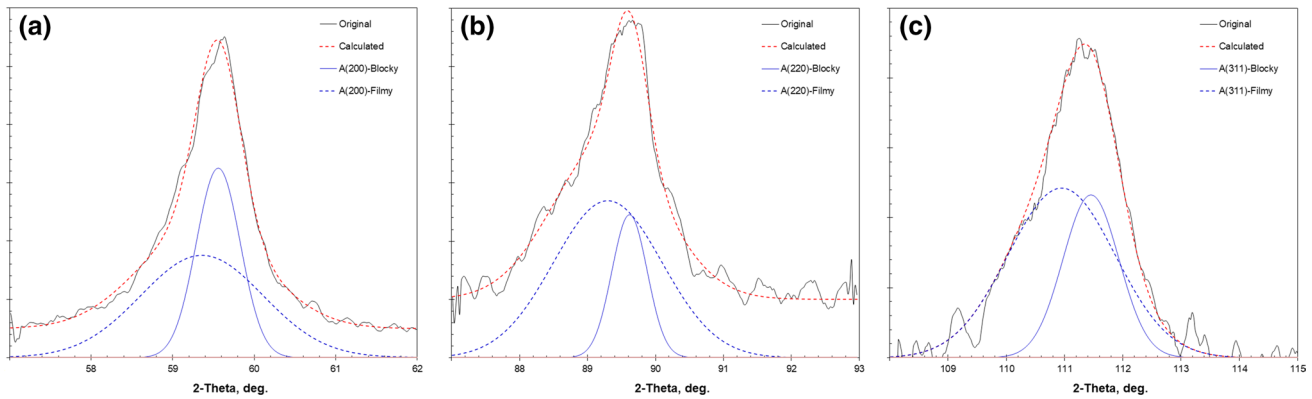 (a)
Original
Calculated
A(200)-Blocky
A(200)-Filmy
58 59 60 61 62
2-Theta, deg.
(b)
Original
Calculated
A(220)-Blocky
A(220)-Filmy
88 89 90 91 92 93
2-Theta, deg.
(c)
Original
Calculated
A(311)-Blocky
A(311)-Filmy
109 110 111 112 113 114 115
2-Theta, deg.